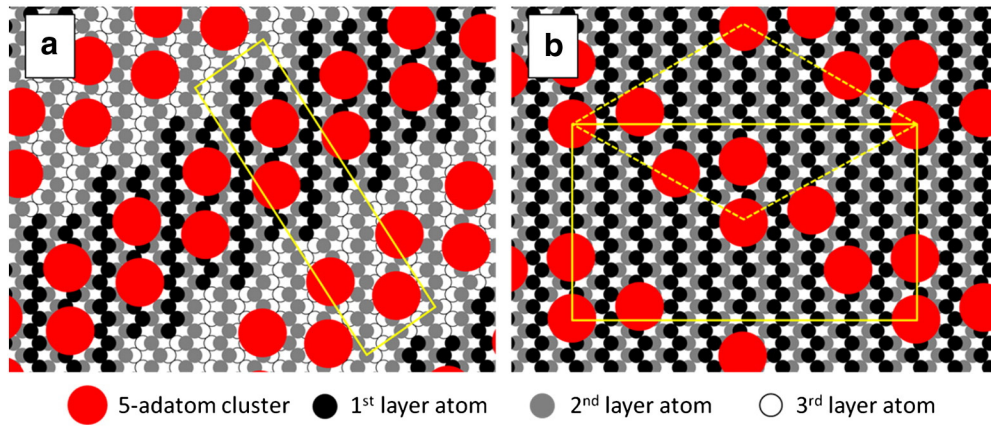 a
b
5-adatom cluster
1st layer atom
2nd layer atom
3rd layer atom